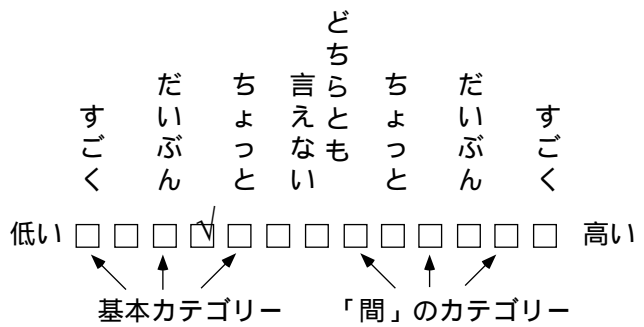 すごく
だいぶん
ちょっと
どちらとも
言えない
ちょっと
だいぶん
すごく
低い □ □ □ □ □ □ □ □ □ □ □ □ □ 高い
基本カテゴリー
「間」のカテゴリー